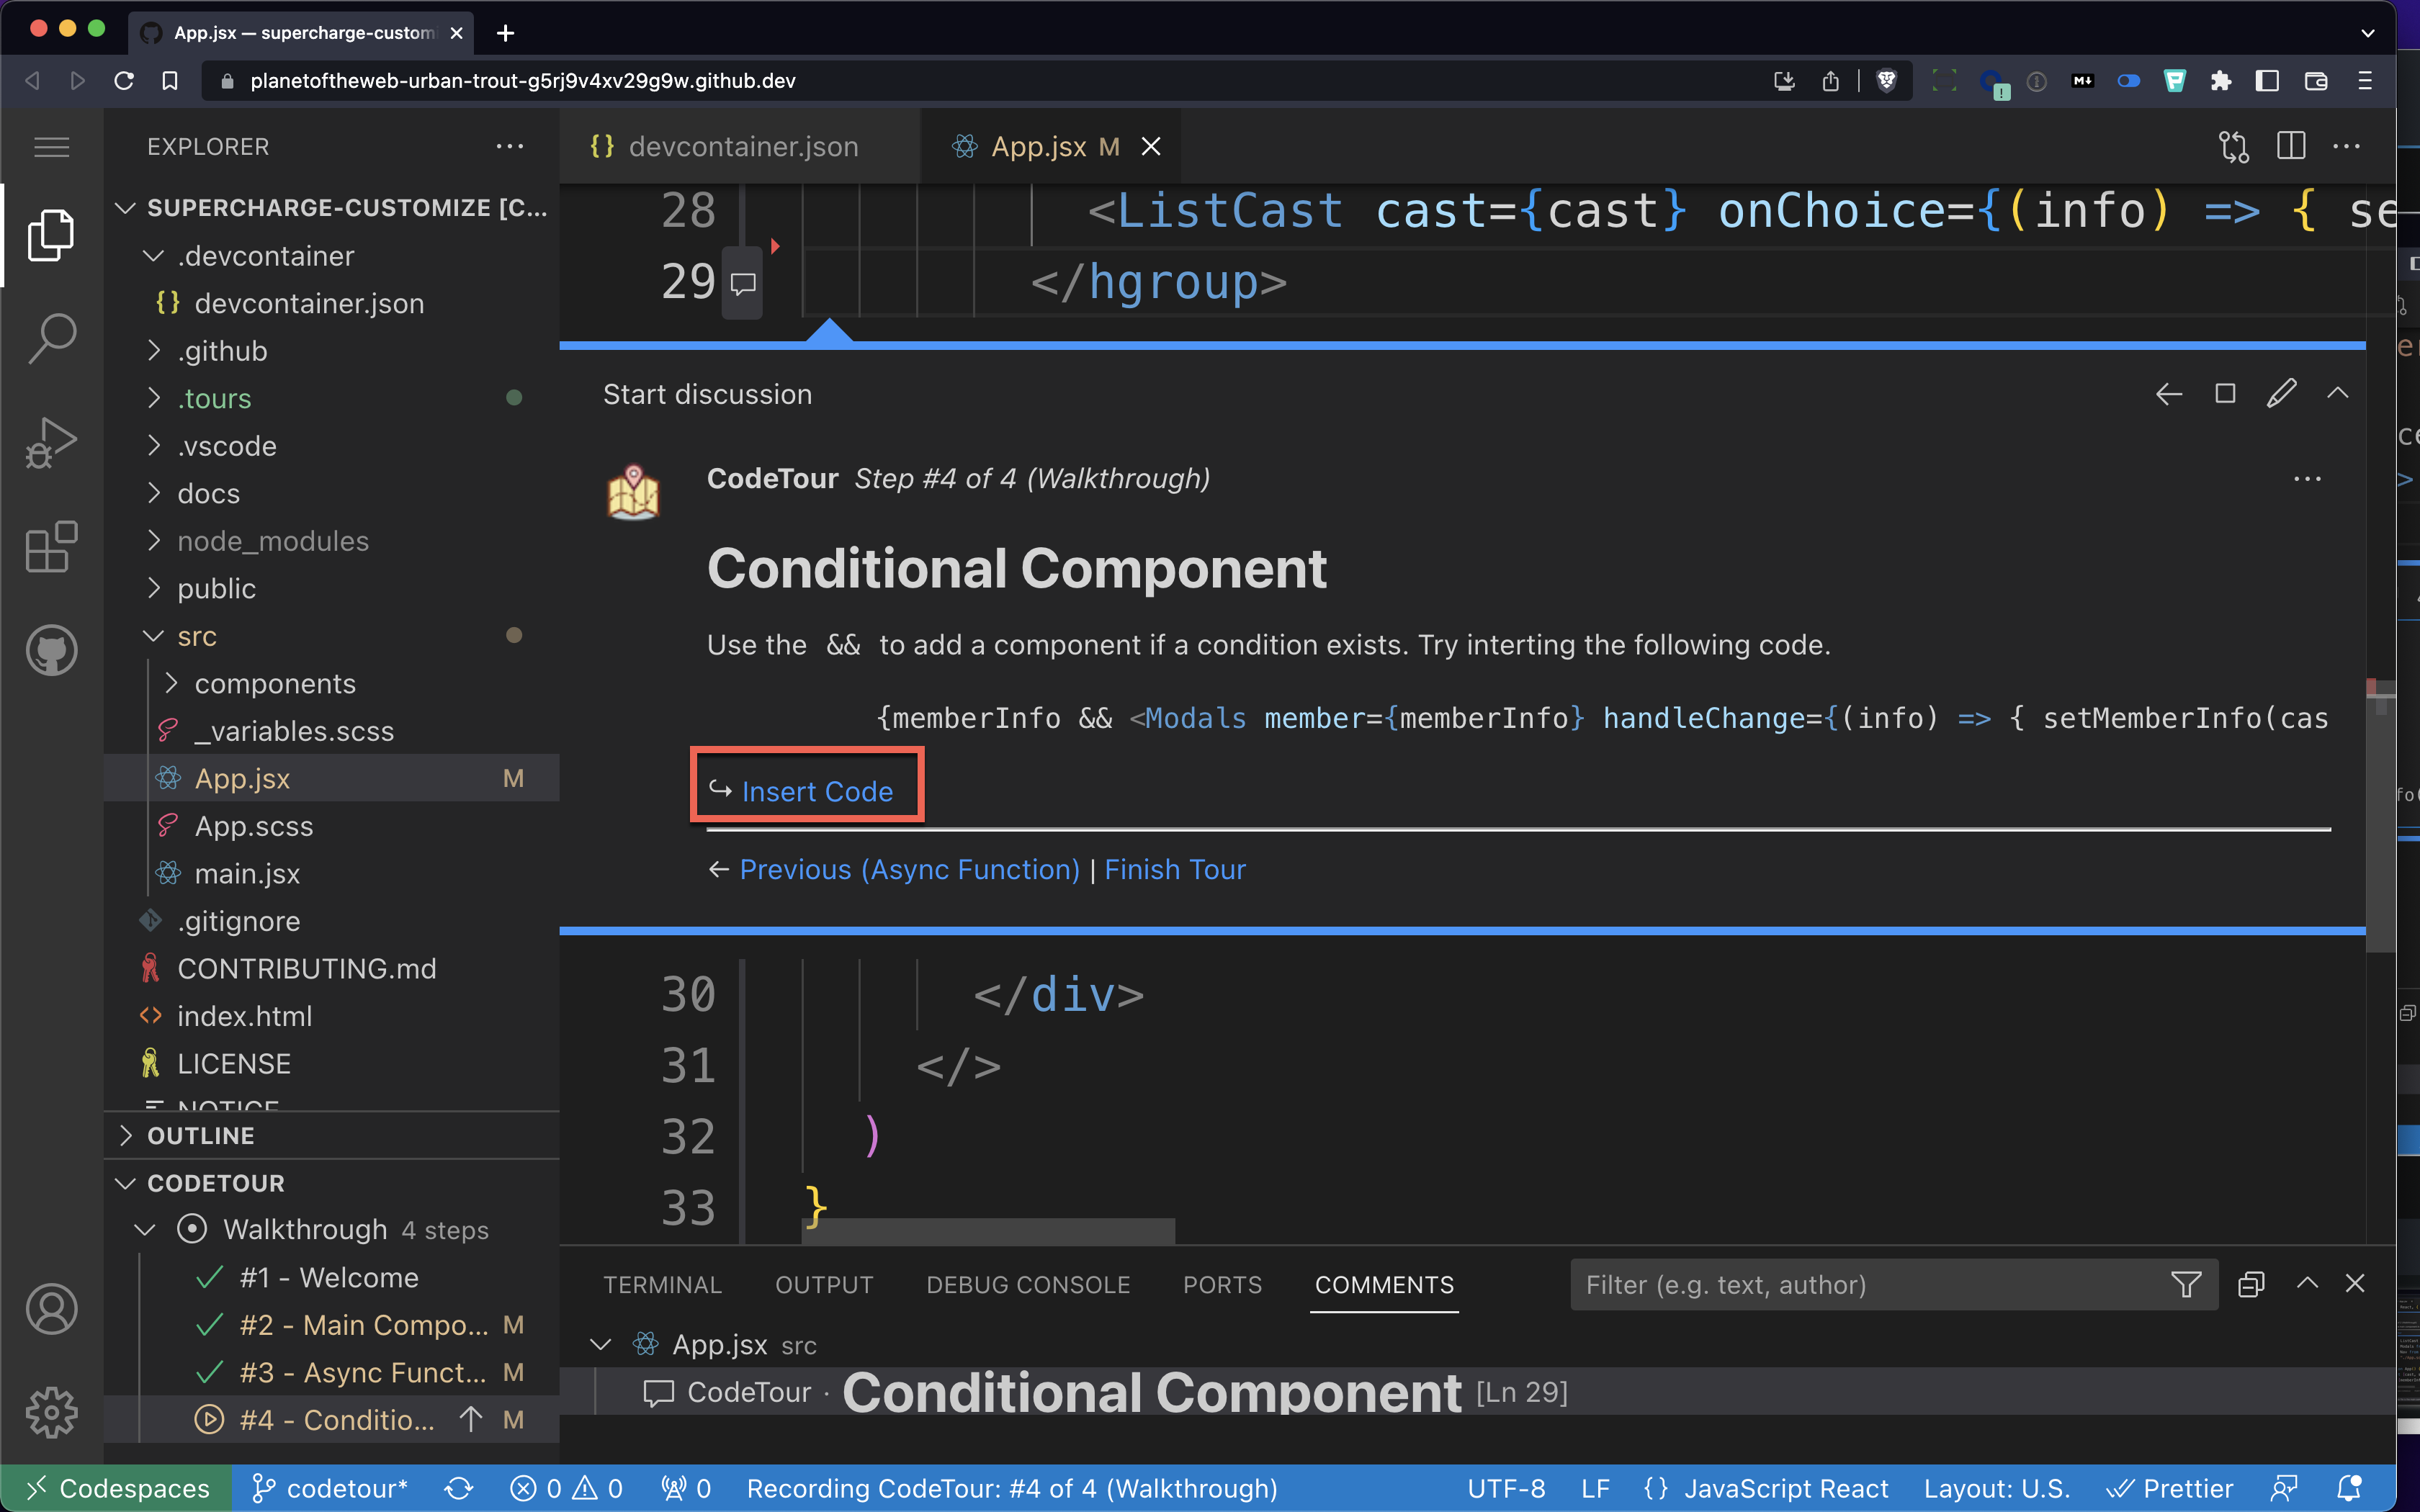 App.jsx — supercharge-custom
planetoftheweb-urban-trout-g5rj9v4xv29g9w.github.dev
EXPLORER
devcontainer.json
App.jsx M
SUPERCHARGE-CUSTOMIZE [C...
.devcontainer
devcontainer.json
.github
.tours
.vscode
docs
node_modules
public
src
components
_variables.scss
App.jsx M
App.scss
main.jsx
.gitignore
CONTRIBUTING.md
index.html
LICENSE
NOTICE
OUTLINE
CODETOUR
Walkthrough 4 steps
#1 - Welcome
#2 - Main Compo... M
#3 - Async Funct... M
#4 - Conditio... M
28 <ListCast cast={cast} onChoice={(info) => { se
29 </hgroup>
Start discussion
CodeTour Step #4 of 4 (Walkthrough)
Conditional Component
Use the && to add a component if a condition exists. Try interting the following code.
{memberInfo && <Modals member={memberInfo} handleChange={(info) => { setMemberInfo(cas
↪ Insert Code
← Previous (Async Function) | Finish Tour
30 </div>
31 </>
32 )
33 }
TERMINAL OUTPUT DEBUG CONSOLE PORTS COMMENTS Filter (e.g. text, author)
App.jsx src
CodeTour · Conditional Component [Ln 29]
Codespaces codetour* 0 0 0 Recording CodeTour: #4 of 4 (Walkthrough) UTF-8 LF {} JavaScript React Layout: U.S. Prettier